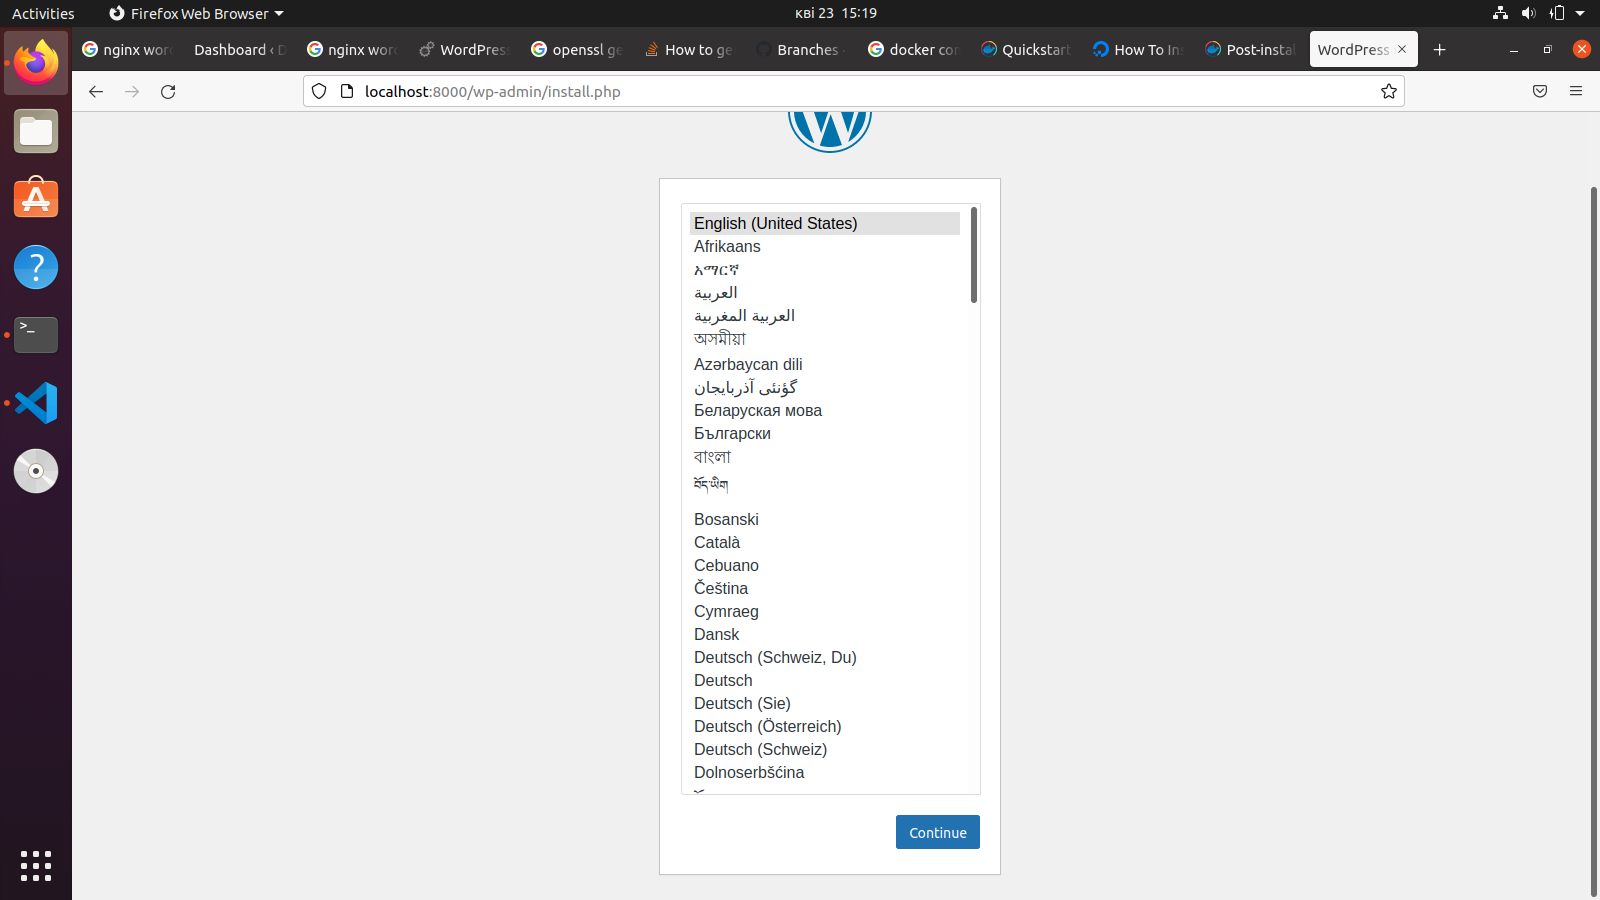 Activities
Firefox Web Browser
кві 23 15:19
nginx wor
Dashboard ‹ D
nginx wor
WordPress
openssl ge
How to ge
Branches
docker co
Quickstart
How To Ins
Post-instal
WordPress
localhost:8000/wp-admin/install.php
English (United States)
Afrikaans
አማርኛ
العربية
العربية المغربية
অসমীয়া
Azərbaycan dili
گؤنئی آذربایجان
Беларуская мова
Български
বাংলা
བོད་ཡིག
Bosanski
Català
Cebuano
Čeština
Cymraeg
Dansk
Deutsch (Schweiz, Du)
Deutsch
Deutsch (Sie)
Deutsch (Österreich)
Deutsch (Schweiz)
Dolnoserbšćina
Continue